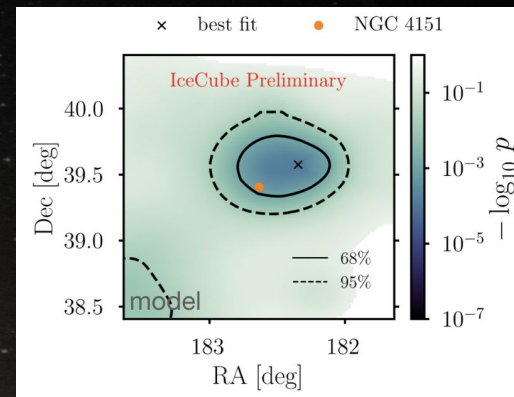 × best fit ● NGC 4151
IceCube Preliminary
40.0
39.5
39.0
38.5
Dec [deg]
68%
95%
model
183 182
RA [deg]
10⁻¹
10⁻³
10⁻⁵
10⁻⁷
− log₁₀ p